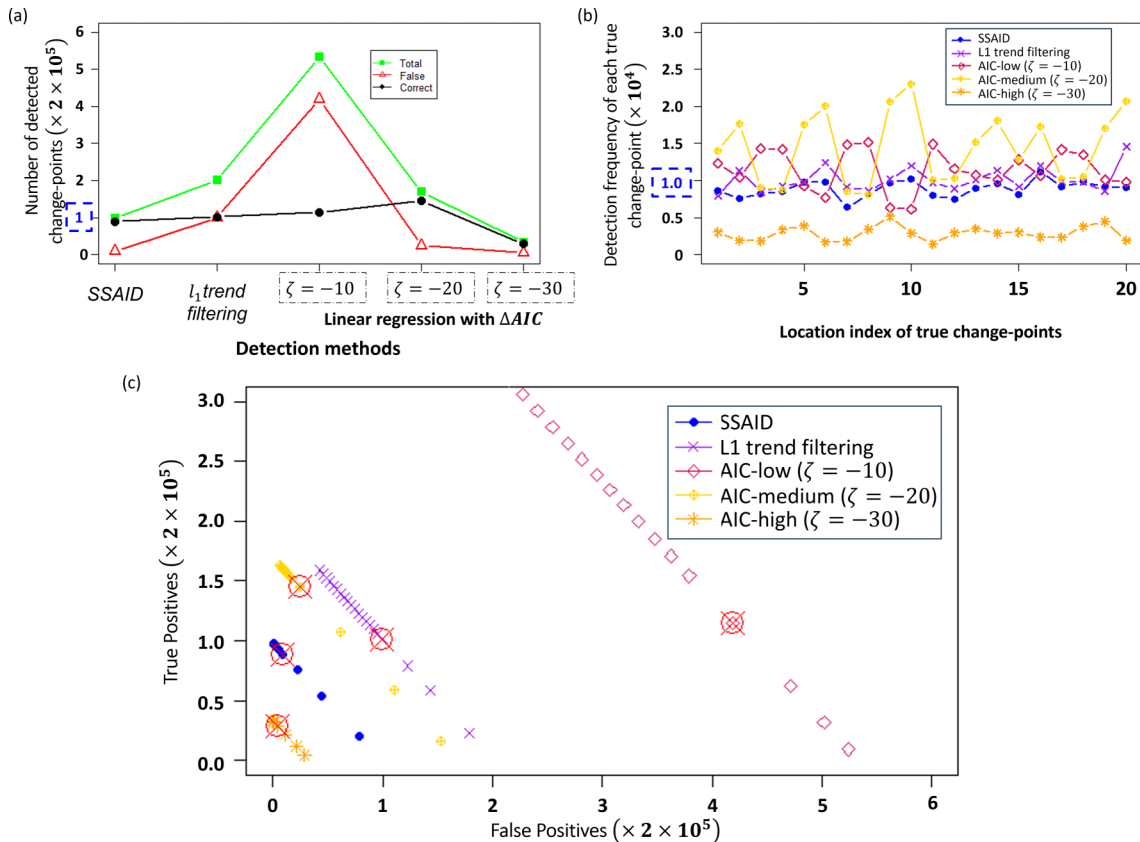 (a)
Number of detected
change-points (× 2 × 10⁵)
6
5
4
3
2
1
0
Total
False
Correct
SSAID
l₁trend
filtering
ζ = −10
ζ = −20
ζ = −30
Linear regression with ΔAIC
Detection methods
(b)
Detection frequency of each true
change-point (× 10⁴)
3.0
2.5
2.0
1.5
1.0
0.5
0
SSAID
L1 trend filtering
AIC-low (ζ = −10)
AIC-medium (ζ = −20)
AIC-high (ζ = −30)
5
10
15
20
Location index of true change-points
(c)
True Positives (× 2 × 10⁵)
3.0
2.5
2.0
1.5
1.0
0.5
0.0
SSAID
L1 trend filtering
AIC-low (ζ = −10)
AIC-medium (ζ = −20)
AIC-high (ζ = −30)
0
1
2
3
4
5
6
False Positives (× 2 × 10⁵)